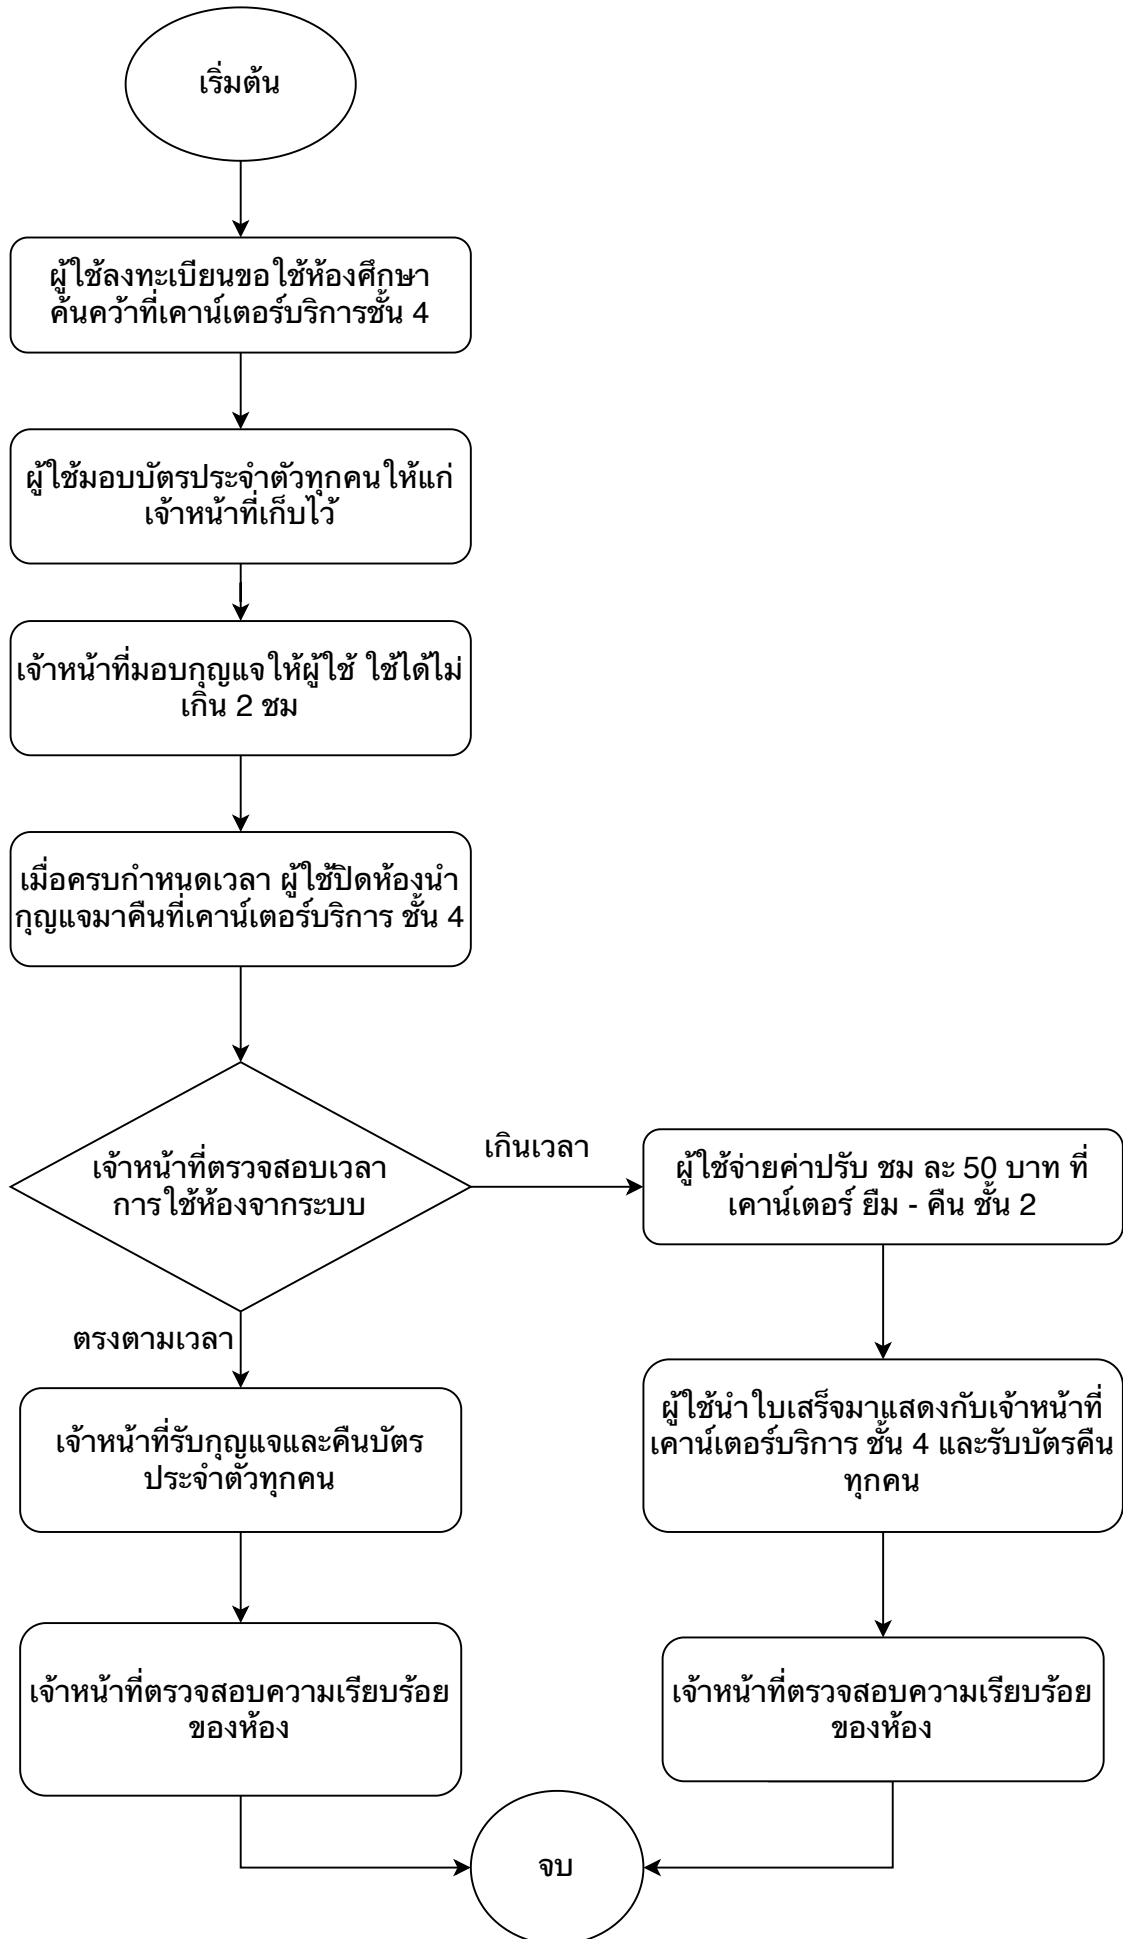 เริ่มต้น
ผู้ใช้ลงทะเบียนขอใช้ห้องศึกษา
ค้นคว้าที่เคาน์เตอร์บริการชั้น 4
ผู้ใช้มอบบัตรประจำตัวทุกคนให้แก่
เจ้าหน้าที่เก็บไว้
เจ้าหน้าที่มอบกุญแจให้ผู้ใช้ ใช้ได้ไม่
เกิน 2 ชม
เมื่อครบกำหนดเวลา ผู้ใช้ปิดห้องนำ
กุญแจมาคืนที่เคาน์เตอร์บริการ ชั้น 4
เจ้าหน้าที่ตรวจสอบเวลา
การใช้ห้องจากระบบ
เกินเวลา
ผู้ใช้จ่ายค่าปรับ ชม ละ 50 บาท ที่
เคาน์เตอร์ ยืม - คืน ชั้น 2
ตรงตามเวลา
เจ้าหน้าที่รับกุญแจและคืนบัตร
ประจำตัวทุกคน
ผู้ใช้นำใบเสร็จมาแสดงกับเจ้าหน้าที่
เคาน์เตอร์บริการ ชั้น 4 และรับบัตรคืน
ทุกคน
เจ้าหน้าที่ตรวจสอบความเรียบร้อย
ของห้อง
เจ้าหน้าที่ตรวจสอบความเรียบร้อย
ของห้อง
จบ